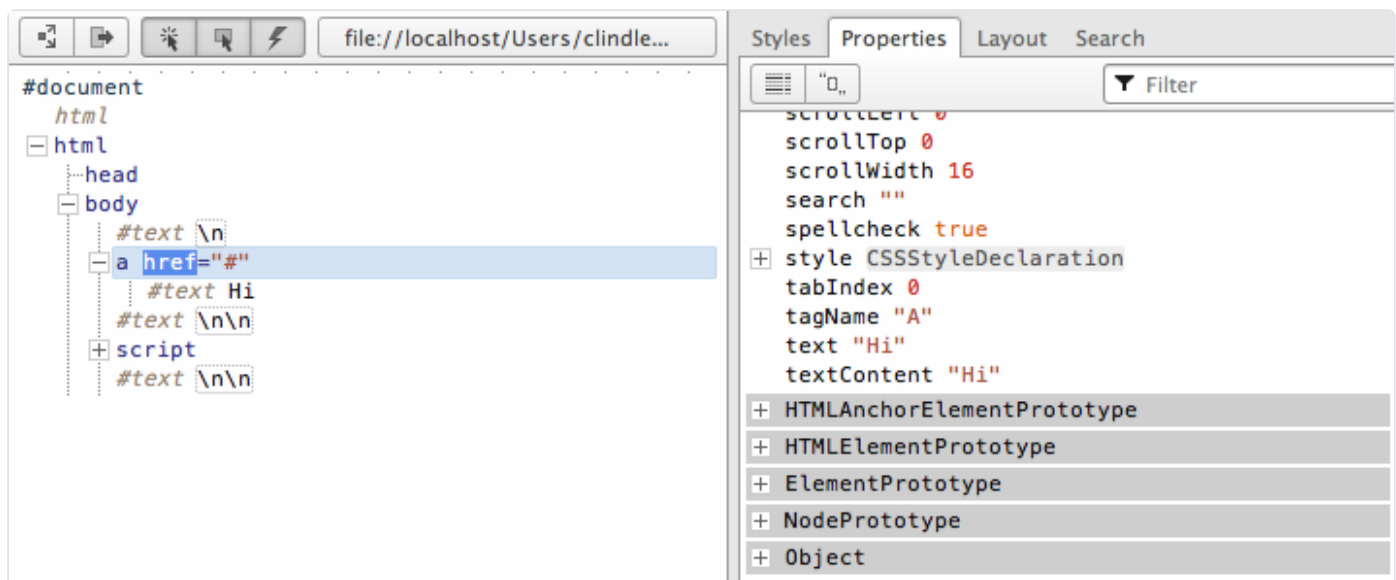 file://localhost/Users/clindle...
#document
html
html
head
body
#text \n
a href="#"
#text Hi
#text \n\n
script
#text \n\n
Styles Properties Layout Search
"▯„ Filter
scrollLeft 0
scrollTop 0
scrollWidth 16
search ""
spellcheck true
style CSSStyleDeclaration
tabIndex 0
tagName "A"
text "Hi"
textContent "Hi"
HTMLAnchorElementPrototype
HTMLElementPrototype
ElementPrototype
NodePrototype
Object